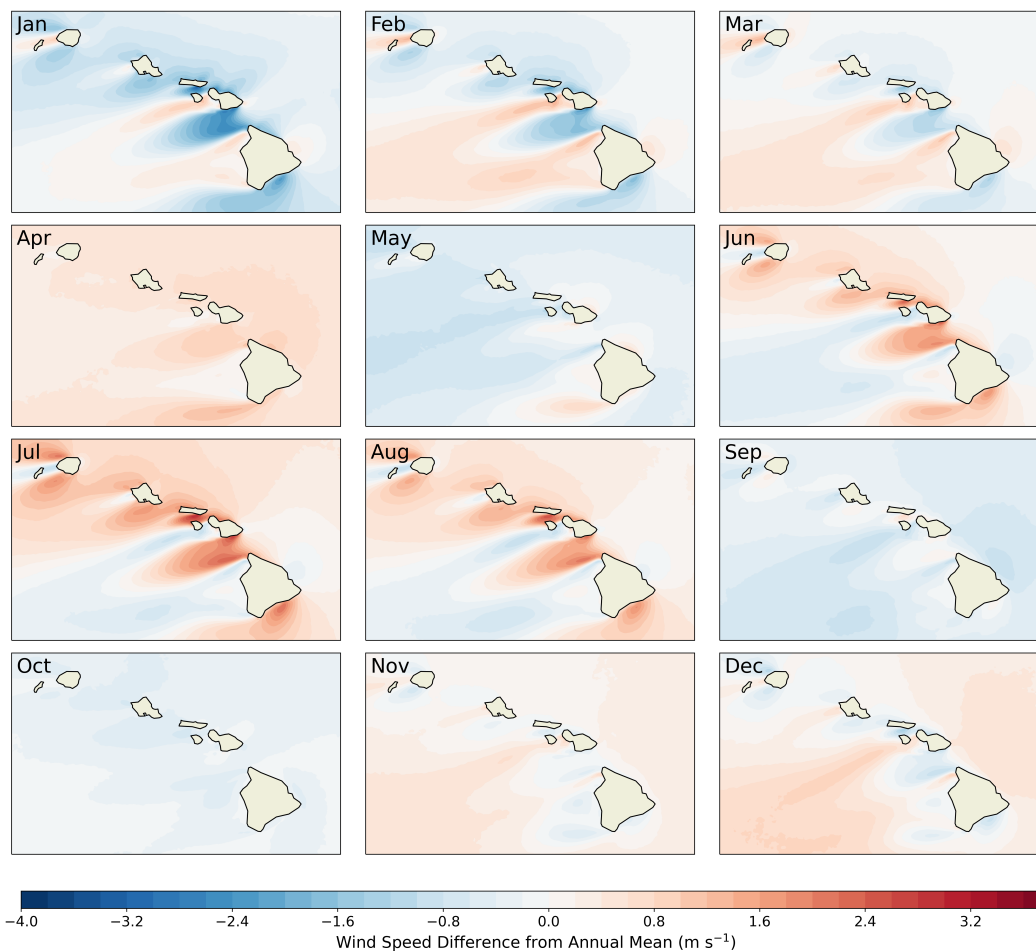 Jan
Feb
Mar
Apr
May
Jun
Jul
Aug
Sep
Oct
Nov
Dec
−4.0 −3.2 −2.4 −1.6 −0.8 0.0 0.8 1.6 2.4 3.2
Wind Speed Difference from Annual Mean (m s⁻¹)